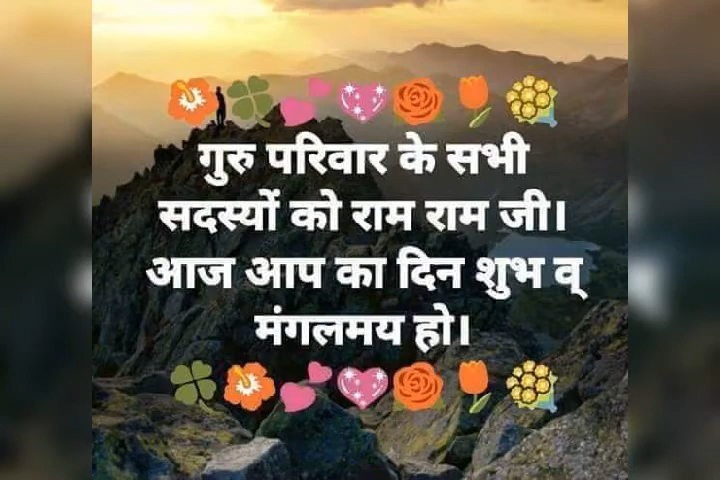 गुरु परिवार के सभी
सदस्यों को राम राम जी।
आज आप का दिन शुभ व्
मंगलमय हो।